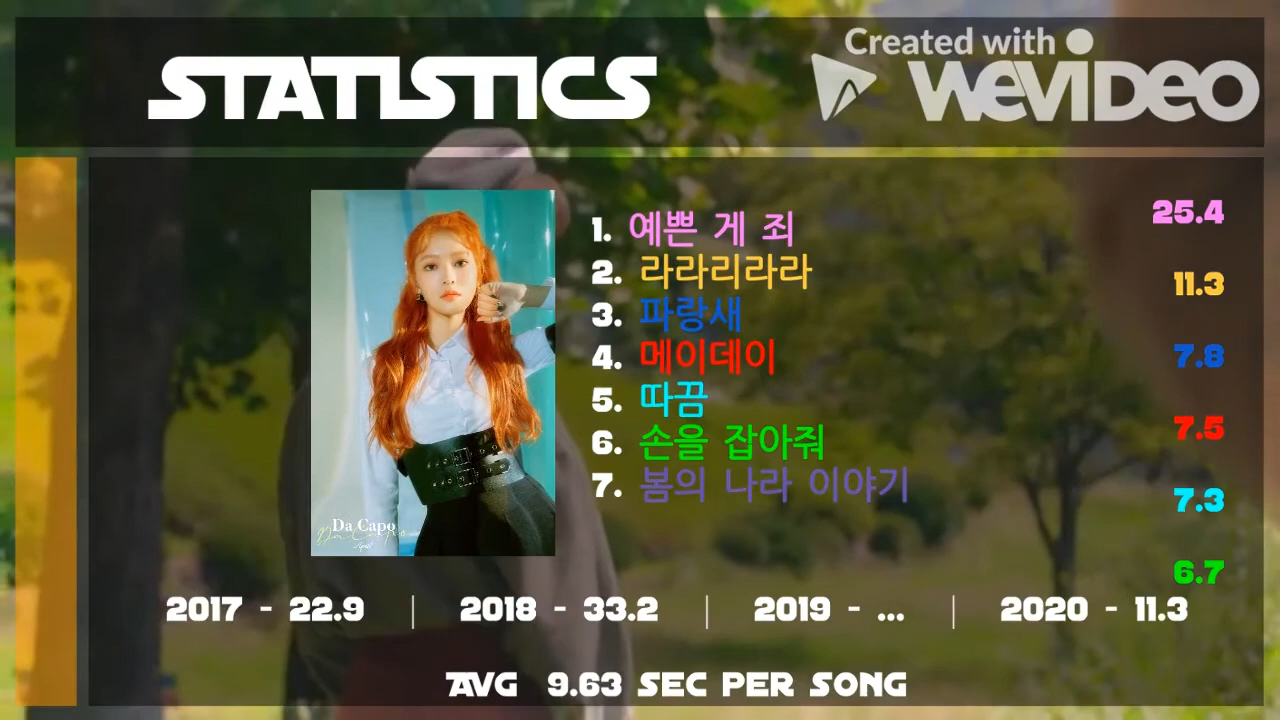 STATISTICS
Created with
WEVIDEO
1. 예쁜 게 죄
25.4
2. 라라리라라
11.3
3. 파랑새
7.8
4. 메이데이
7.5
5. 따끔
7.3
6. 손을 잡아줘
6.7
7. 봄의 나라 이야기
Da Capo
2017 - 22.9 | 2018 - 33.2 | 2019 - ... | 2020 - 11.3
AVG 9.63 SEC PER SONG